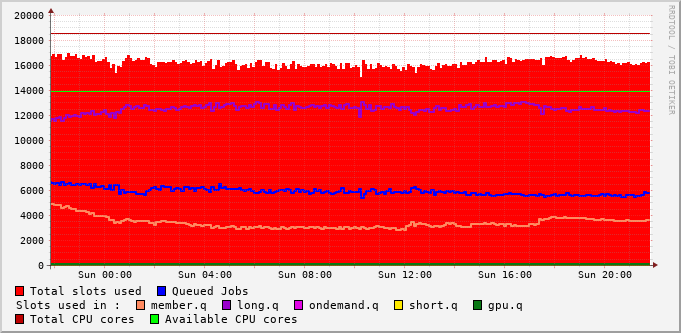 20000
18000
16000
14000
12000
10000
8000
6000
4000
2000
0
Sun 00:00 Sun 04:00 Sun 08:00 Sun 12:00 Sun 16:00 Sun 20:00
RRDTOOL / TOBI OETIKER
Total slots used Queued Jobs
Slots used in : member.q long.q ondemand.q short.q gpu.q
Total CPU cores Available CPU cores